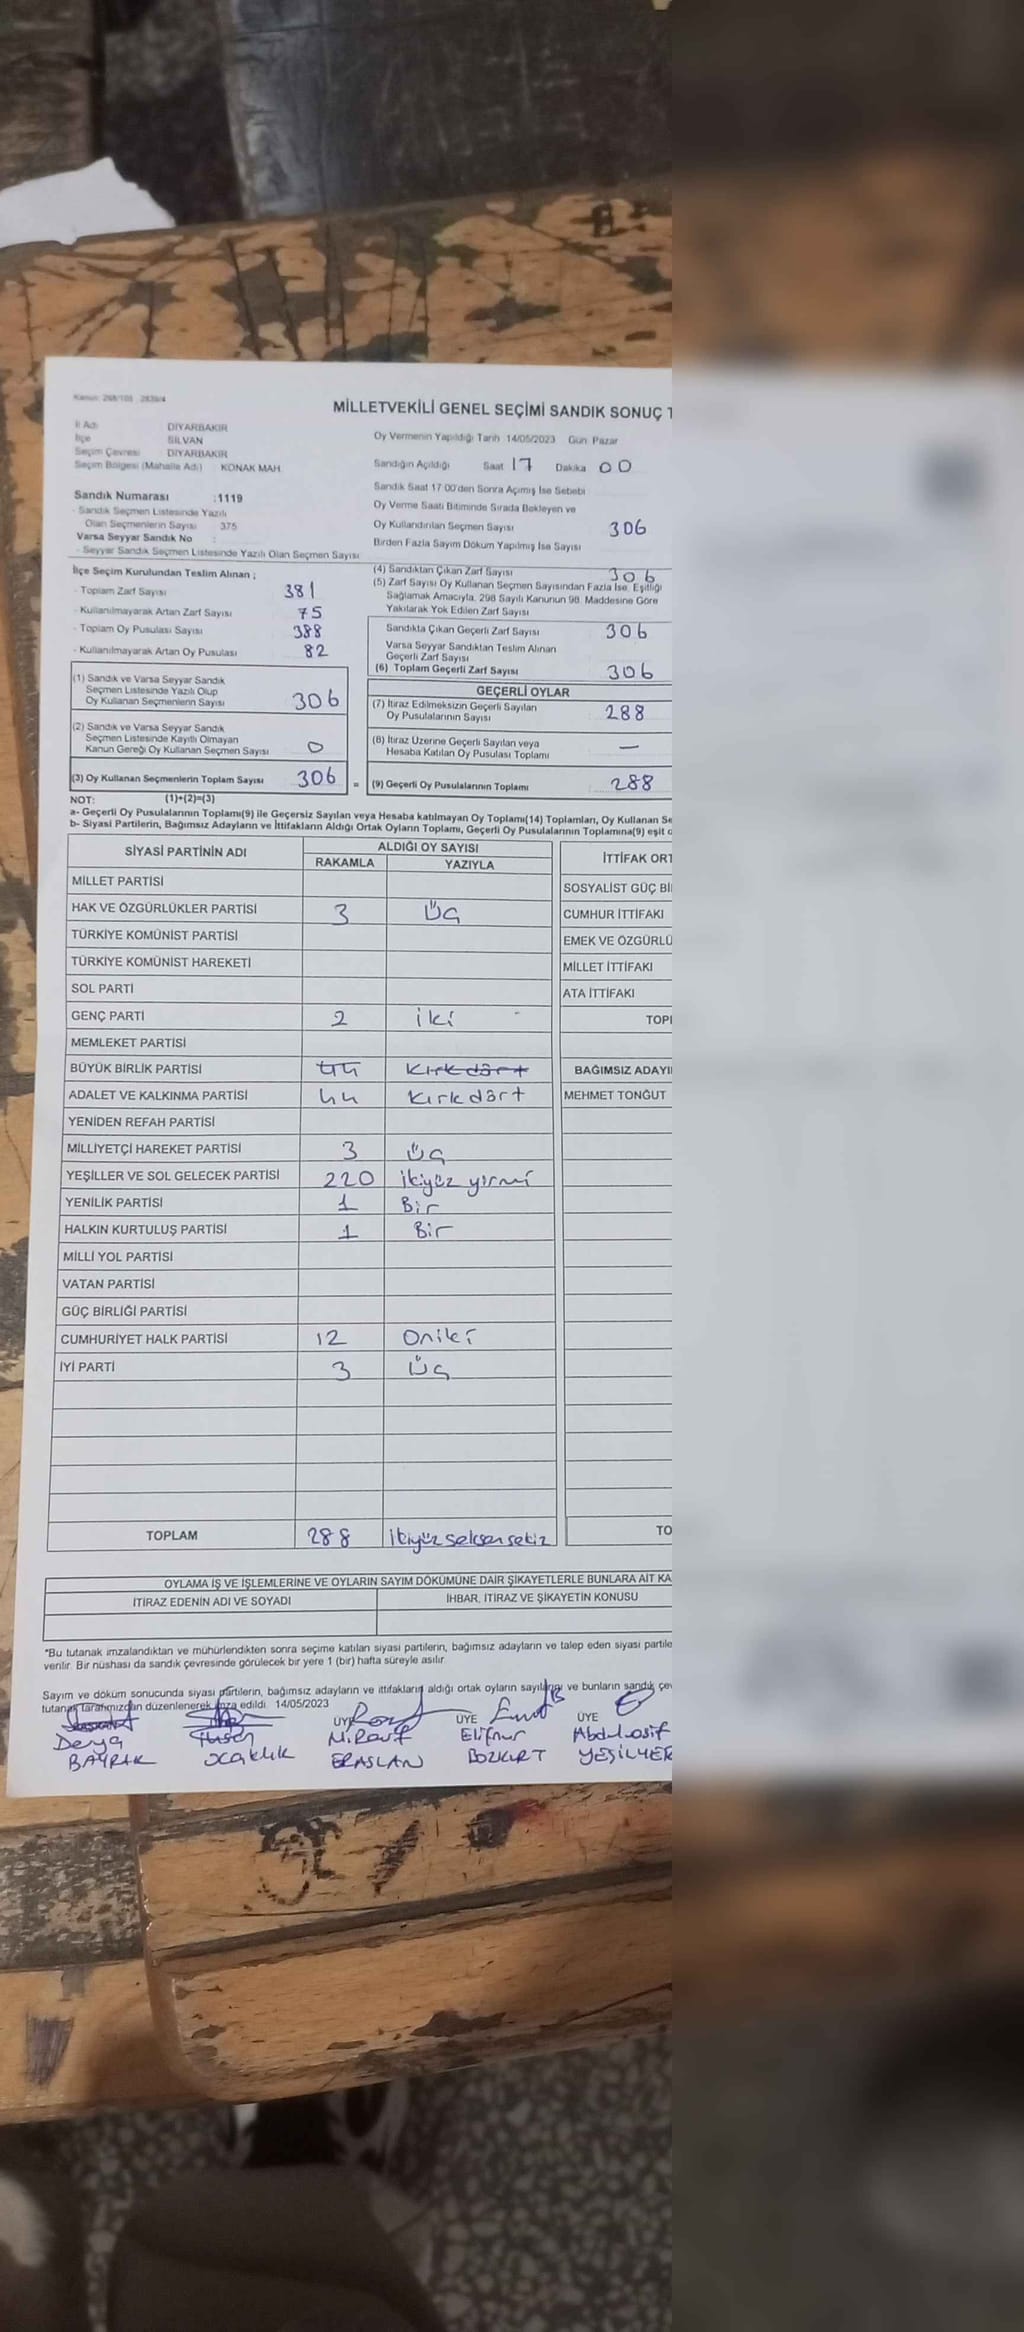 Kanun: 298/105 , 2839/4
MİLLETVEKİLİ GENEL SEÇİMİ SANDIK SONUÇ T
İl Adı DİYARBAKIR
İlçe SİLVAN
Seçim Çevresi DİYARBAKIR
Seçim Bölgesi (Mahalle Adı) KONAK MAH.
Oy Vermenin Yapıldığı Tarih 14/05/2023 Gün Pazar
Sandığın Açıldığı Saat 17 Dakika 00
Sandık Saat 17:00'den Sonra Açımış İse Sebebi
Sandık Numarası :1119
- Sandık Seçmen Listesinde Yazılı
Olan Seçmenlerin Sayısı 375
Varsa Seyyar Sandık No :
- Seyyar Sandık Seçmen Listesinde Yazılı Olan Seçmen Sayısı
Oy Verme Saati Bitiminde Sırada Bekleyen ve
Oy Kullandırılan Seçmen Sayısı 306
Birden Fazla Sayım Döküm Yapılmış İse Sayısı
İlçe Seçim Kurulundan Teslim Alınan ;
- Toplam Zarf Sayısı 381
- Kullanılmayarak Artan Zarf Sayısı 75
- Toplam Oy Pusulası Sayısı 388
- Kullanılmayarak Artan Oy Pusulası 82
(4) Sandıktan Çıkan Zarf Sayısı 306
(5) Zarf Sayısı Oy Kullanan Seçmen Sayısından Fazla İse, Eşitliği
Sağlamak Amacıyla, 298 Sayılı Kanunun 98. Maddesine Göre
Yakılarak Yok Edilen Zarf Sayısı
Sandıkta Çıkan Geçerli Zarf Sayısı 306
Varsa Seyyar Sandıktan Teslim Alınan
Geçerli Zarf Sayısı
(6) Toplam Geçerli Zarf Sayısı 306
(1) Sandık ve Varsa Seyyar Sandık
Seçmen Listesinde Yazılı Olup
Oy Kullanan Seçmenlerin Sayısı 306
(2) Sandık ve Varsa Seyyar Sandık
Seçmen Listesinde Kayıtlı Olmayan
Kanun Gereği Oy Kullanan Seçmen Sayısı 0
(3) Oy Kullanan Seçmenlerin Toplam Sayısı 306 =
GEÇERLİ OYLAR
(7) İtiraz Edilmeksizin Geçerli Sayılan
Oy Pusulalarının Sayısı 288
(8) İtiraz Üzerine Geçerli Sayılan veya
Hesaba Katılan Oy Pusulası Toplamı —
(9) Geçerli Oy Pusulalarının Toplamı 288
NOT: (1)+(2)=(3)
a- Geçerli Oy Pusulalarının Toplamı(9) ile Geçersiz Sayılan veya Hesaba katılmayan Oy Toplamı(14) Toplamları, Oy Kullanan Se
b- Siyasi Partilerin, Bağımsız Adayların ve İttifakların Aldığı Ortak Oyların Toplamı, Geçerli Oy Pusulalarının Toplamına(9) eşit o
SİYASİ PARTİNİN ADI ALDIĞI OY SAYISI
RAKAMLA YAZIYLA
MİLLET PARTİSİ
HAK VE ÖZGÜRLÜKLER PARTİSİ 3 Üç
TÜRKİYE KOMÜNİST PARTİSİ
TÜRKİYE KOMÜNİST HAREKETİ
SOL PARTİ
GENÇ PARTİ 2 iki
MEMLEKET PARTİSİ
BÜYÜK BİRLİK PARTİSİ 44 Kırkdört
ADALET VE KALKINMA PARTİSİ 44 Kırkdört
YENİDEN REFAH PARTİSİ
MİLLİYETÇİ HAREKET PARTİSİ 3 Üç
YEŞİLLER VE SOL GELECEK PARTİSİ 220 ikiyüz yirmi
YENİLİK PARTİSİ 1 Bir
HALKIN KURTULUŞ PARTİSİ 1 Bir
MİLLİ YOL PARTİSİ
VATAN PARTİSİ
GÜÇ BİRLİĞİ PARTİSİ
CUMHURİYET HALK PARTİSİ 12 Oniki
İYİ PARTİ 3 Üç
TOPLAM 288 ikiyüz seksen sekiz
İTTİFAK ORT
SOSYALİST GÜÇ Bİ
CUMHUR İTTİFAKI
EMEK VE ÖZGÜRLÜ
MİLLET İTTİFAKI
ATA İTTİFAKI
TOPL
BAĞIMSIZ ADAYI
MEHMET TONĞUT
TO
OYLAMA İŞ VE İŞLEMLERİNE VE OYLARIN SAYIM DÖKÜMÜNE DAİR ŞİKAYETLERLE BUNLARA AİT KA
İTİRAZ EDENİN ADI VE SOYADI İHBAR, İTİRAZ VE ŞİKAYETİN KONUSU
*Bu tutanak imzalandıktan ve mühürlendikten sonra seçime katılan siyasi partilerin, bağımsız adayların ve talep eden siyasi partile
verilir. Bir nüshası da sandık çevresinde görülecek bir yere 1 (bir) hafta süreyle asılır.
Sayım ve döküm sonucunda siyasi partilerin, bağımsız adayların ve ittifakların aldığı ortak oyların sayılarını ve bunların sandık çev
tutanak tarafımızdan düzenlenerek imza edildi. 14/05/2023
ÜYE ÜYE ÜYE
Derya Elifnur
BAYRAK Ocaklık ERASLAN BOZKURT YEŞİLYER